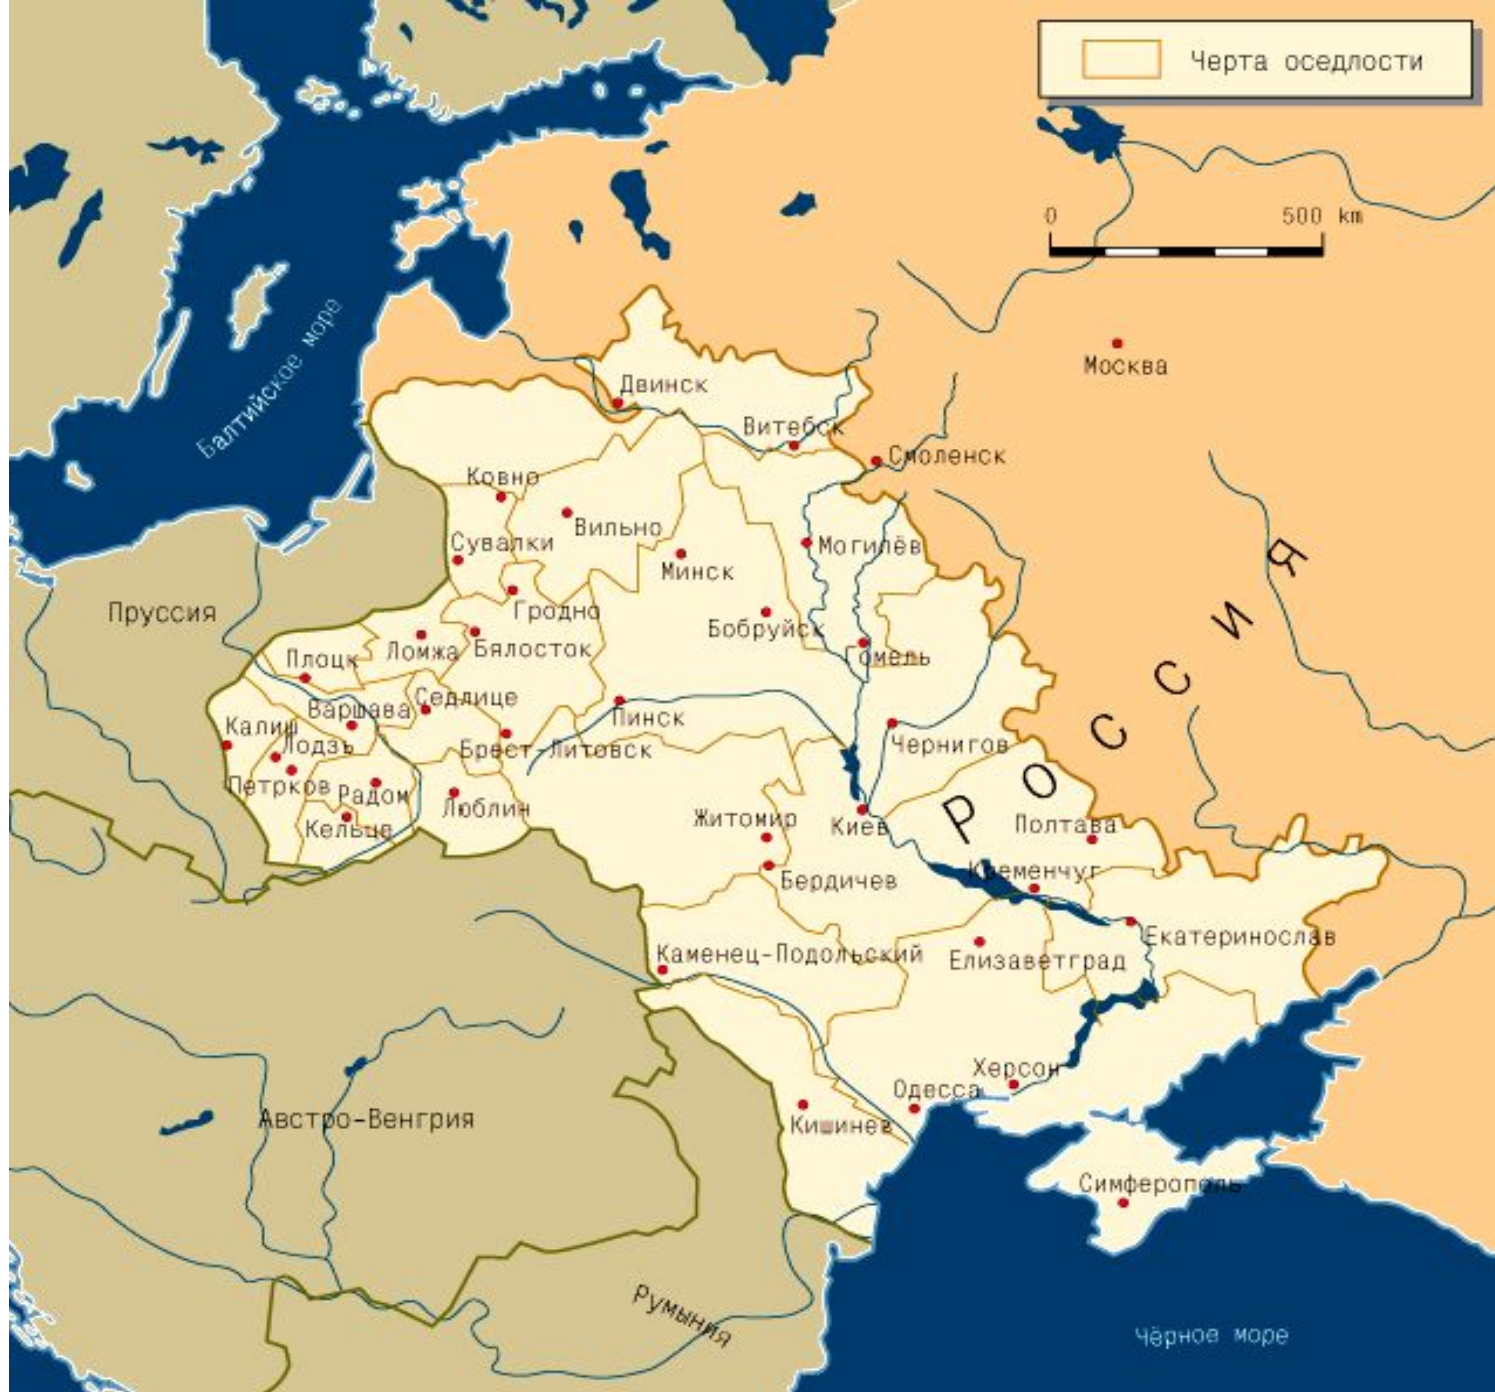 Черта оседлости
0 500 km
Москва
Балтийское море
Двинск
Витебск
Смоленск
Ковно
Вильно
Сувалки
Могилёв
Минск
Пруссия
Гродно
Бобруйск
Ломжа
Бялосток
Плоцк
Гомель
Седлице
Варшава
Пинск
Калиш
Лодзь
Брест-Литовск
Чернигов
Петрков
Радом
Люблин
Кельце
Житомир
Киев
Полтава
РОССИЯ
Бердичев
Кременчуг
Екатеринослав
Каменец-Подольский
Елизаветград
Херсон
Одесса
Австро-Венгрия
Кишинев
Симферополь
Румыния
Чёрное море